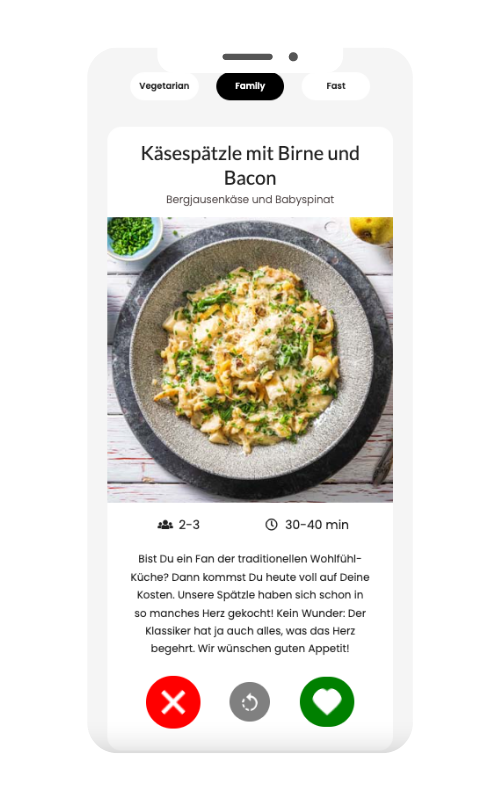 Vegetarian Family Fast
Käsespätzle mit Birne und
Bacon
Bergjausenkäse und Babyspinat
2-3 30-40 min
Bist Du ein Fan der traditionellen Wohlfühl-
Küche? Dann kommst Du heute voll auf Deine
Kosten. Unsere Spätzle haben sich schon in
so manches Herz gekocht! Kein Wunder: Der
Klassiker hat ja auch alles, was das Herz
begehrt. Wir wünschen guten Appetit!